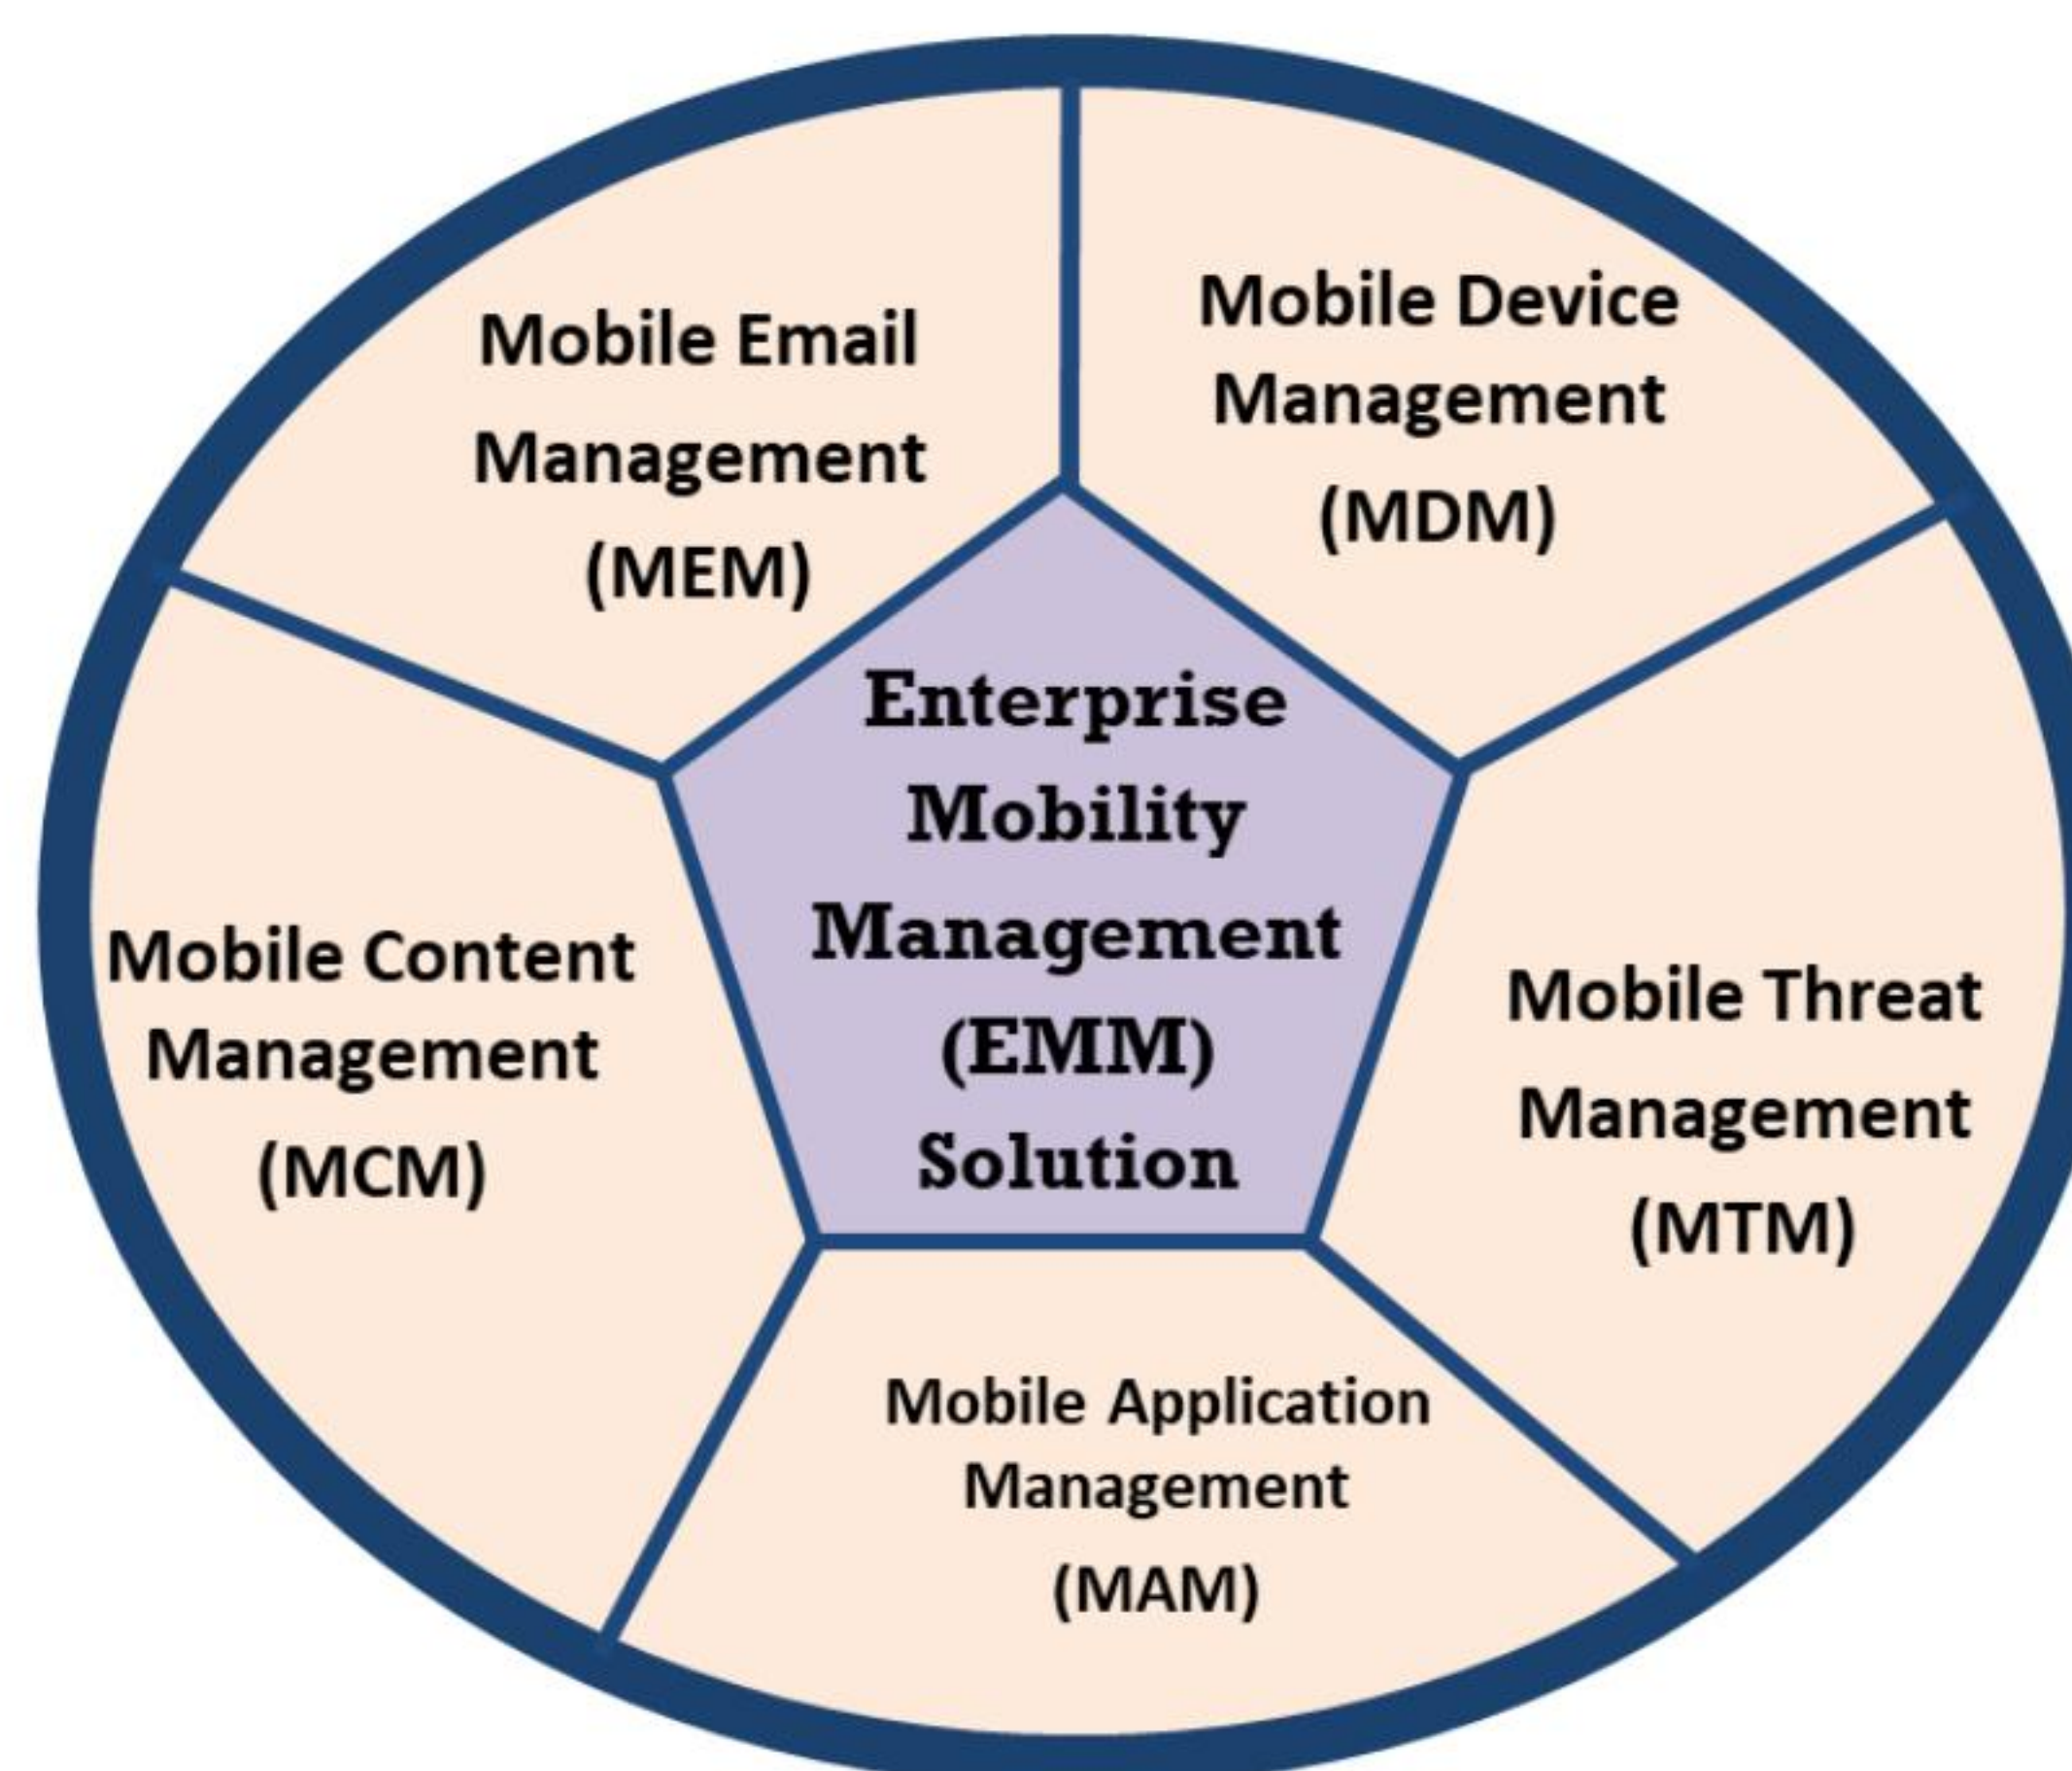 Mobile Email
Management
(MEM)
Mobile Device
Management
(MDM)
Enterprise
Mobility
Management
(EMM)
Solution
Mobile Content
Management
(MCM)
Mobile Threat
Management
(MTM)
Mobile Application
Management
(MAM)